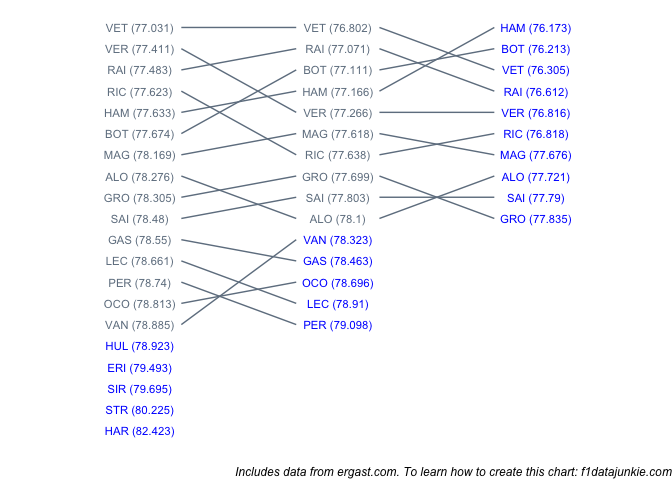 VET (77.031) VET (76.802) HAM (76.173)
VER (77.411) RAI (77.071) BOT (76.213)
RAI (77.483) BOT (77.111) VET (76.305)
RIC (77.623) HAM (77.166) RAI (76.612)
HAM (77.633) VER (77.266) VER (76.816)
BOT (77.674) MAG (77.618) RIC (76.818)
MAG (78.169) RIC (77.638) MAG (77.676)
ALO (78.276) GRO (77.699) ALO (77.721)
GRO (78.305) SAI (77.803) SAI (77.79)
SAI (78.48) ALO (78.1) GRO (77.835)
GAS (78.55) VAN (78.323)
LEC (78.661) GAS (78.463)
PER (78.74) OCO (78.696)
OCO (78.813) LEC (78.91)
VAN (78.885) PER (79.098)
HUL (78.923)
ERI (79.493)
SIR (79.695)
STR (80.225)
HAR (82.423)
Includes data from ergast.com. To learn how to create this chart: f1datajunkie.com